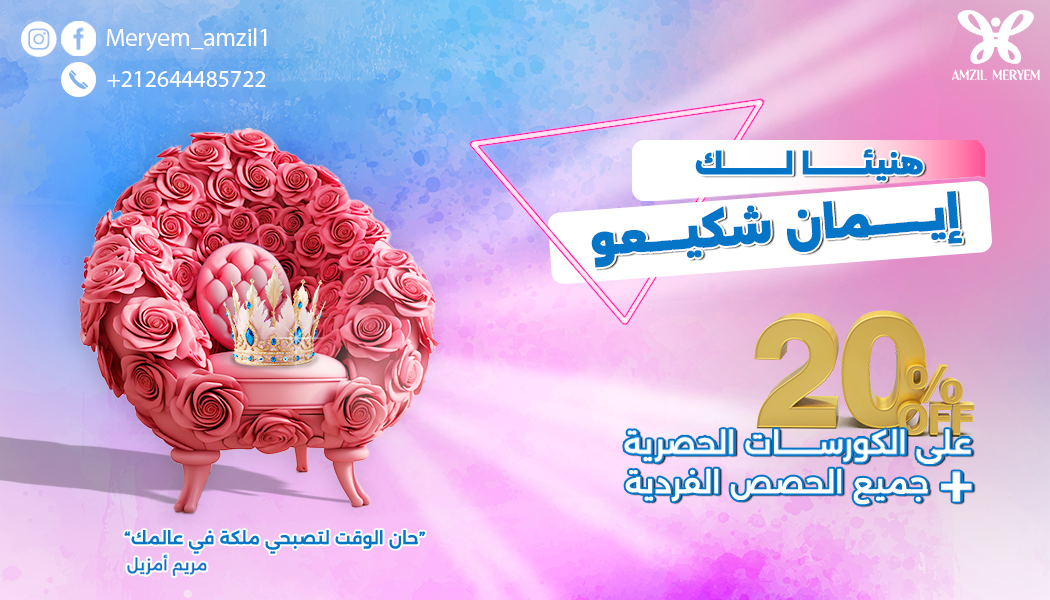 Meryem_amzil1
+212644485722
AMZIL MERYEM
هنيئا لك
إيمان شكيعو
20%
OFF
على الكورسات الحصرية
+ جميع الحصص الفردية
”حان الوقت لتصبحي ملكة في عالمك“
مريم أمزيل